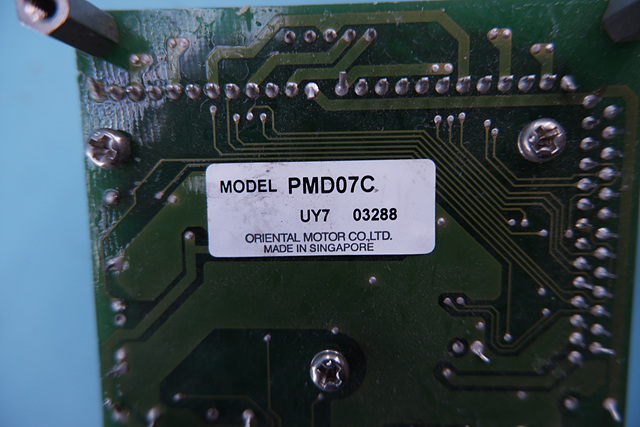 MODEL PMD07C
UY7 03288
ORIENTAL MOTOR CO.,LTD.
MADE IN SINGAPORE